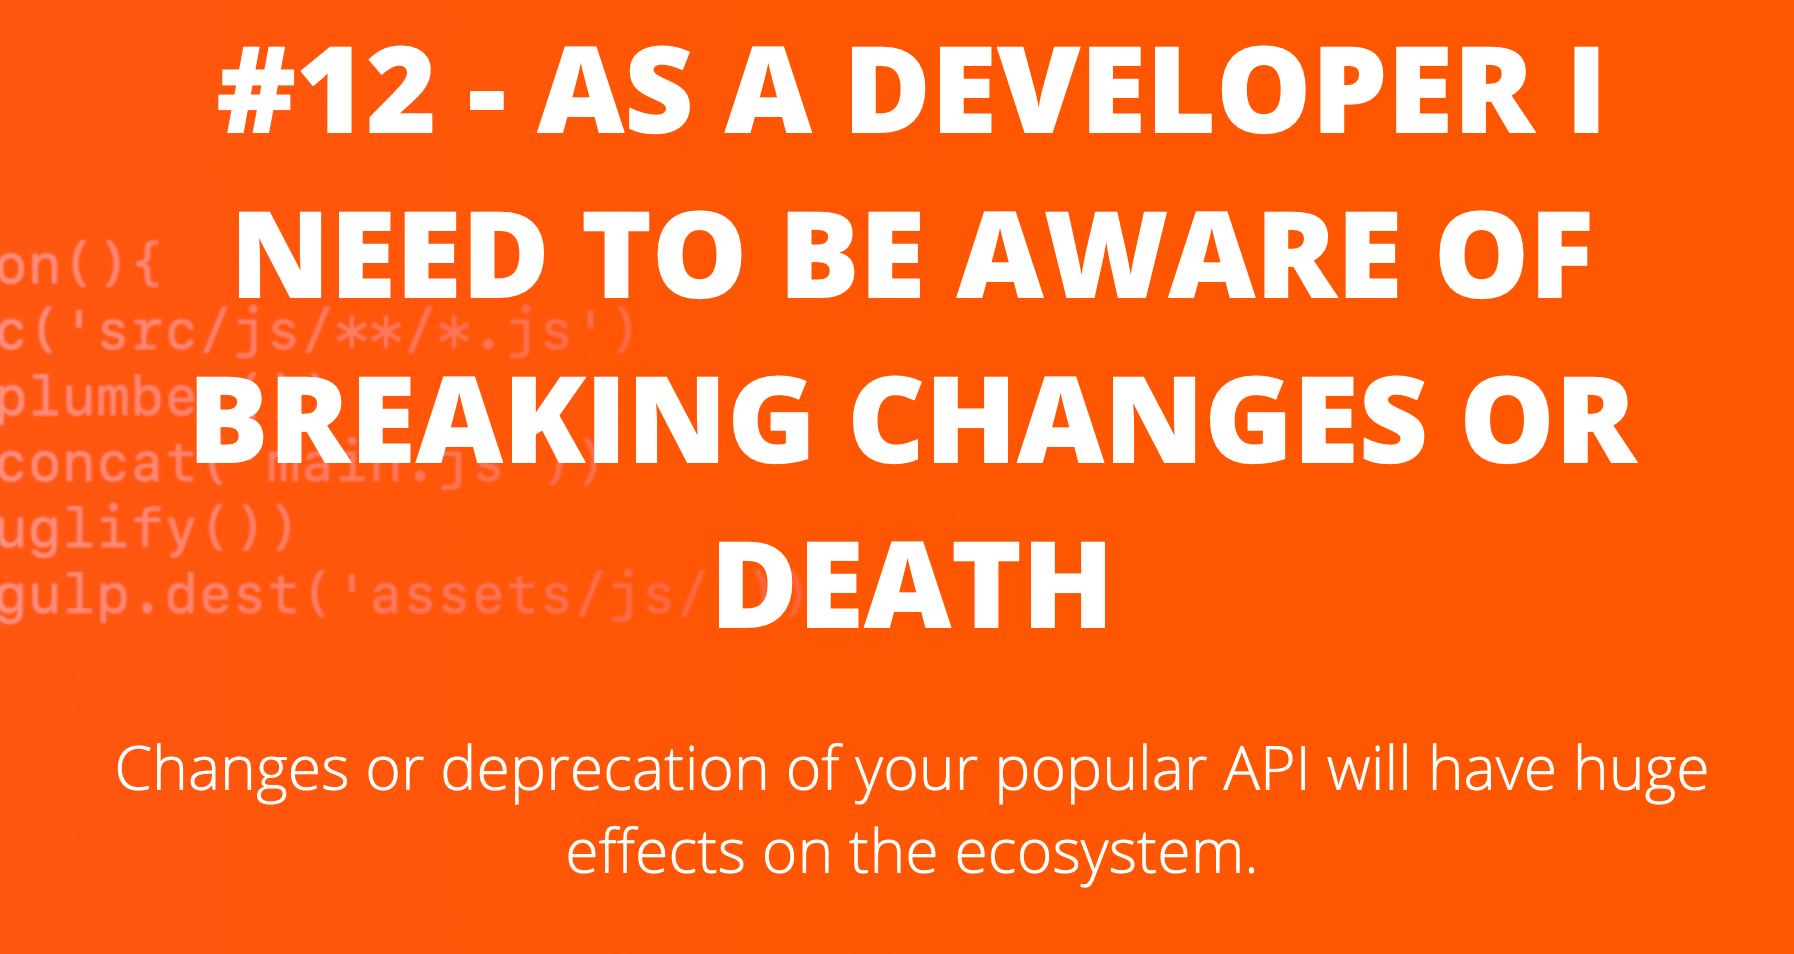 #12 - AS A DEVELOPER I
NEED TO BE AWARE OF
on(){
c('src/js/**/*.js')
plumbe
BREAKING CHANGES OR
concat('main.js'))
uglify())
gulp.dest('assets/js/
DEATH
Changes or deprecation of your popular API will have huge
effects on the ecosystem.